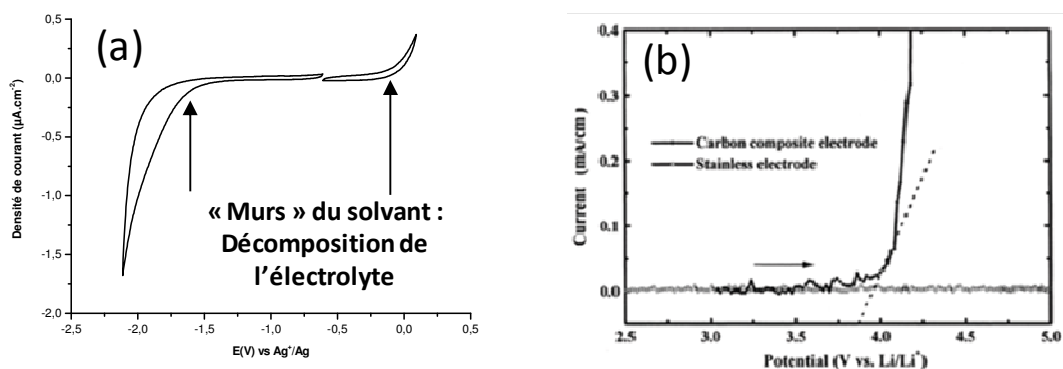 (a)
Densité de courant (µA.cm⁻²)
0,5
0,0
-0,5
-1,0
-1,5
-2,0
-2,5
-2,0
-1,5
-1,0
-0,5
0,0
0,5
E(V) vs Ag⁺/Ag
« Murs » du solvant :
Décomposition de
l’électrolyte
(b)
Current (mA/cm)
0.4
0.3
0.2
0.1
0.0
Carbon composite electrode
Stainless electrode
2.5
3.0
3.5
4.0
4.5
5.0
Potential (V vs. Li/Li⁺)